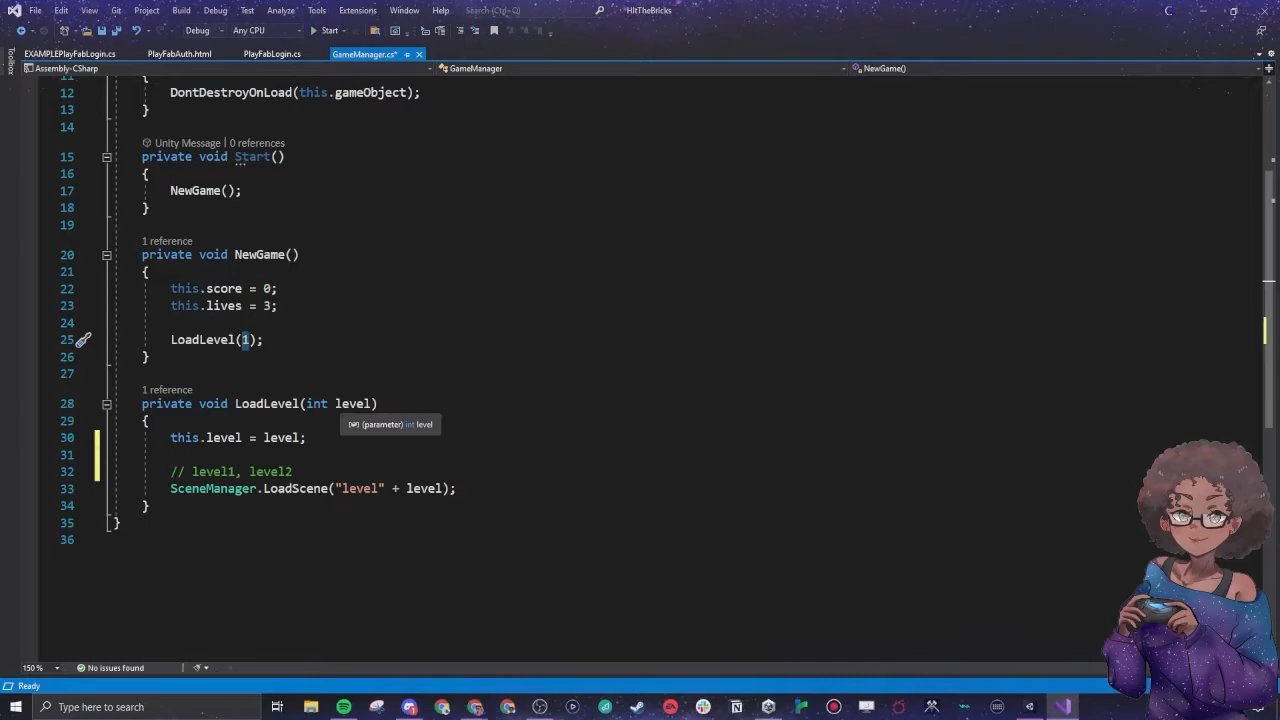 File Edit View Git Project Build Debug Test Analyze Tools Extensions Window Help Search (Ctrl+Q) HItTheBricks
Debug Any CPU Start
EXAMPLEPlayFabLogin.cs PlayFabAuth.html PlayFabLogin.cs GameManager.cs*
Assembly-CSharp GameManager NewGame()
Toolbox
11 {
12 DontDestroyOnLoad(this.gameObject);
13 }
14
Unity Message | 0 references
15 private void Start()
16 {
17 NewGame();
18 }
19
1 reference
20 private void NewGame()
21 {
22 this.score = 0;
23 this.lives = 3;
24
25 LoadLevel(1);
26 }
27
1 reference
28 private void LoadLevel(int level)
29 {
(parameter) int level
30 this.level = level;
31
32 // level1, level2
33 SceneManager.LoadScene("level" + level);
34 }
35 }
36
150 % No issues found
Ready
Type here to search